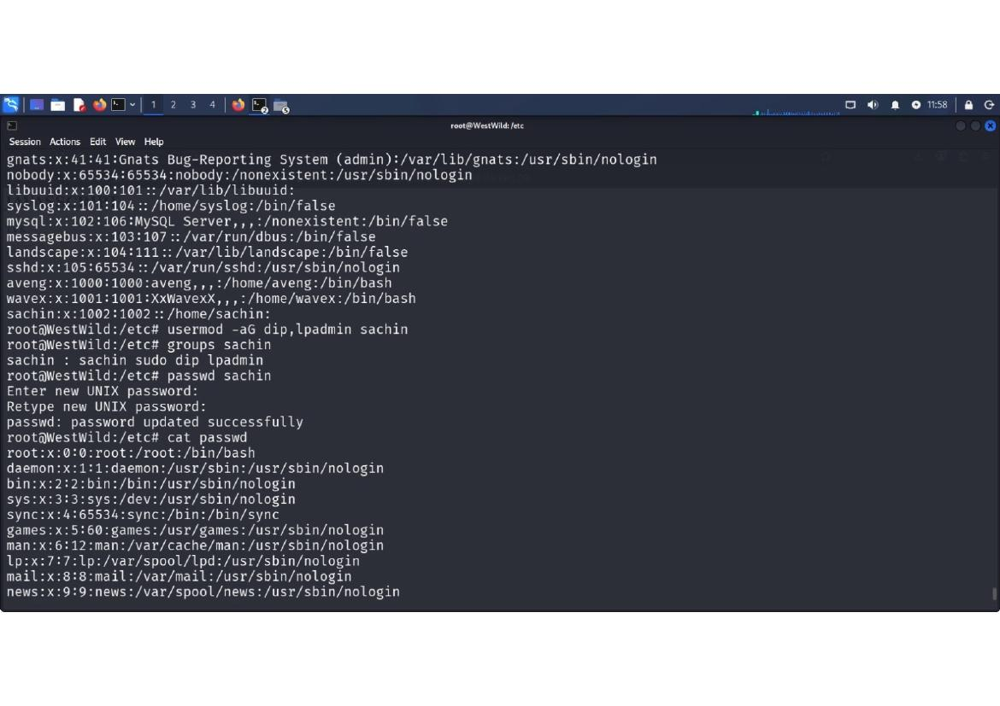 1 2 3 4 2 5 11:58
root@WestWild: /etc
Session Actions Edit View Help
gnats:x:41:41:Gnats Bug-Reporting System (admin):/var/lib/gnats:/usr/sbin/nologin
nobody:x:65534:65534:nobody:/nonexistent:/usr/sbin/nologin
libuuid:x:100:101::/var/lib/libuuid:
syslog:x:101:104::/home/syslog:/bin/false
mysql:x:102:106:MySQL Server,,,:/nonexistent:/bin/false
messagebus:x:103:107::/var/run/dbus:/bin/false
landscape:x:104:111::/var/lib/landscape:/bin/false
sshd:x:105:65534::/var/run/sshd:/usr/sbin/nologin
aveng:x:1000:1000:aveng,,,:/home/aveng:/bin/bash
wavex:x:1001:1001:XxWavexX,,,:/home/wavex:/bin/bash
sachin:x:1002:1002::/home/sachin:
root@WestWild:/etc# usermod -aG dip,lpadmin sachin
root@WestWild:/etc# groups sachin
sachin : sachin sudo dip lpadmin
root@WestWild:/etc# passwd sachin
Enter new UNIX password:
Retype new UNIX password:
passwd: password updated successfully
root@WestWild:/etc# cat passwd
root:x:0:0:root:/root:/bin/bash
daemon:x:1:1:daemon:/usr/sbin:/usr/sbin/nologin
bin:x:2:2:bin:/bin:/usr/sbin/nologin
sys:x:3:3:sys:/dev:/usr/sbin/nologin
sync:x:4:65534:sync:/bin:/bin/sync
games:x:5:60:games:/usr/games:/usr/sbin/nologin
man:x:6:12:man:/var/cache/man:/usr/sbin/nologin
lp:x:7:7:lp:/var/spool/lpd:/usr/sbin/nologin
mail:x:8:8:mail:/var/mail:/usr/sbin/nologin
news:x:9:9:news:/var/spool/news:/usr/sbin/nologin